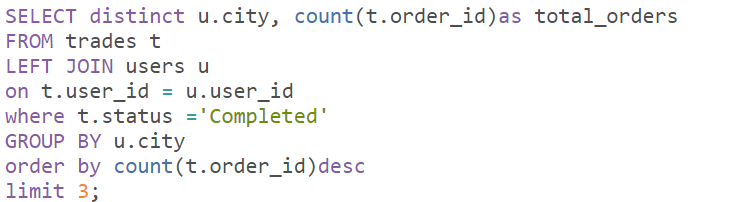 SELECT distinct u.city, count(t.order_id)as total_orders
FROM trades t
LEFT JOIN users u
on t.user_id = u.user_id
where t.status ='Completed'
GROUP BY u.city
order by count(t.order_id)desc
limit 3;